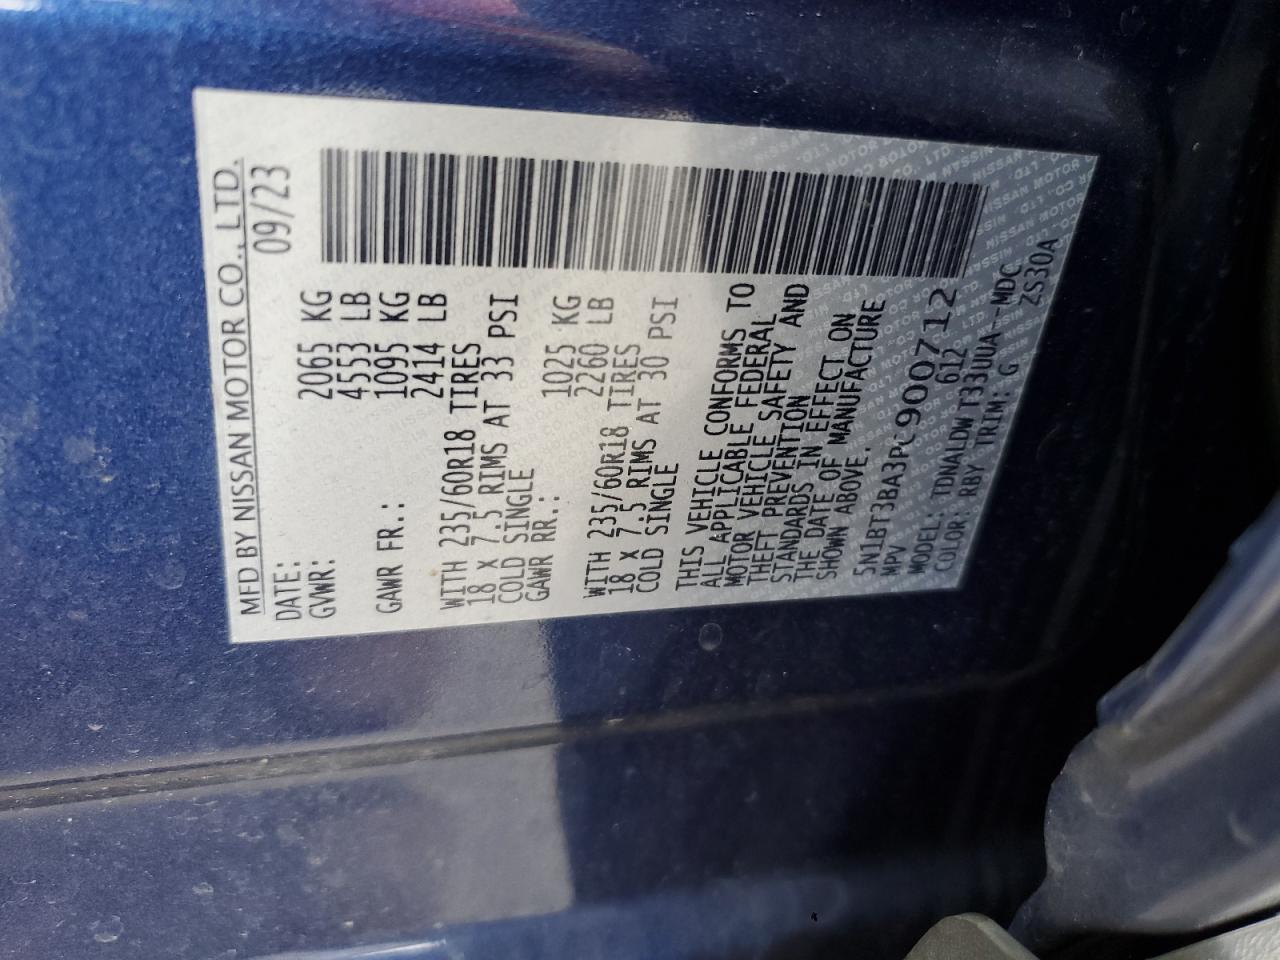 MFD BY NISSAN MOTOR CO., LTD.
DATE: 09/23
GVWR: 2065 KG
4553 LB
GAWR FR.: 1095 KG
2414 LB
WITH 235/60R18 TIRES
18 X 7.5 RIMS AT 33 PSI
COLD SINGLE
GAWR RR.: 1025 KG
2260 LB
WITH 235/60R18 TIRES
18 X 7.5 RIMS AT 30 PSI
COLD SINGLE
THIS VEHICLE CONFORMS TO
ALL APPLICABLE FEDERAL
MOTOR VEHICLE SAFETY AND
THEFT PREVENTION
STANDARDS IN EFFECT ON
THE DATE OF MANUFACTURE
SHOWN ABOVE.
MPV 612
MODEL: TDNALDWT33UUA-MDC
COLOR: RBY TRIM: G ZS30A